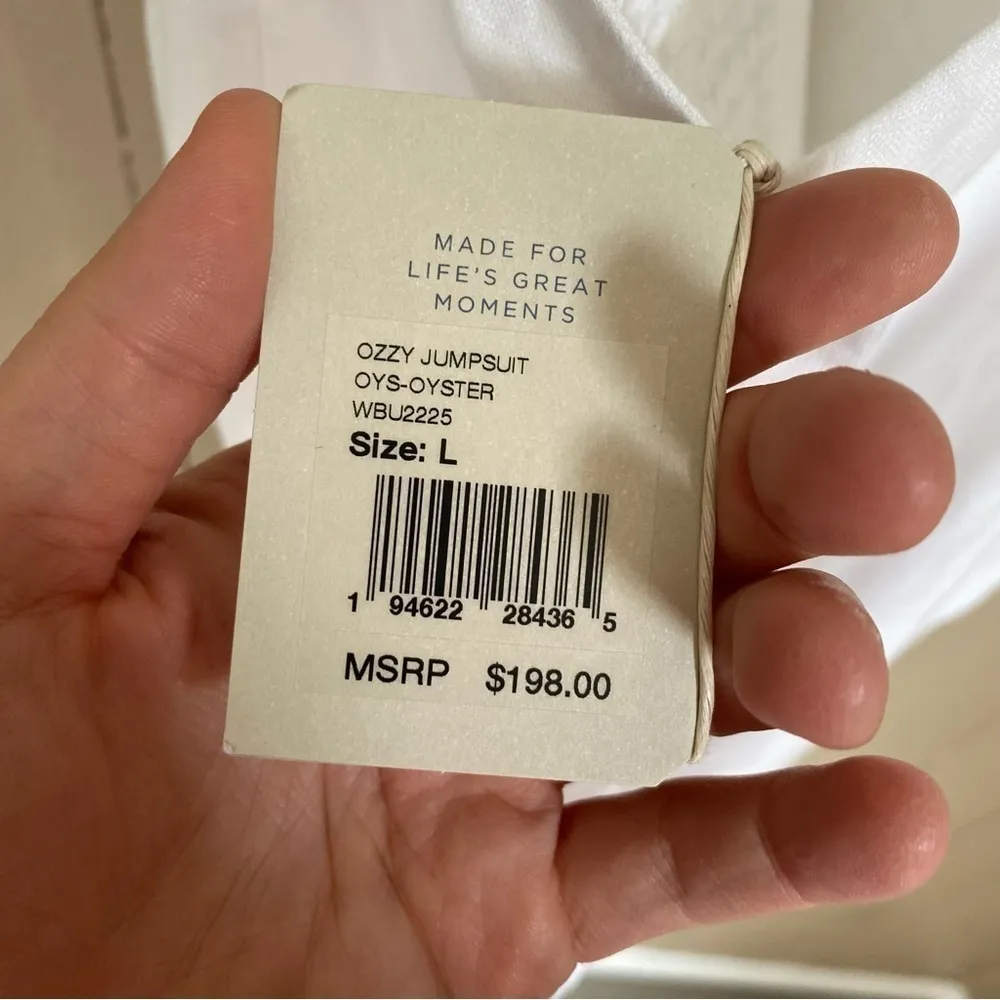 MADE FOR
LIFE'S GREAT
MOMENTS
OZZY JUMPSUIT
OYS-OYSTER
WBU2225
Size: L
1 94622 28436 5
MSRP $198.00